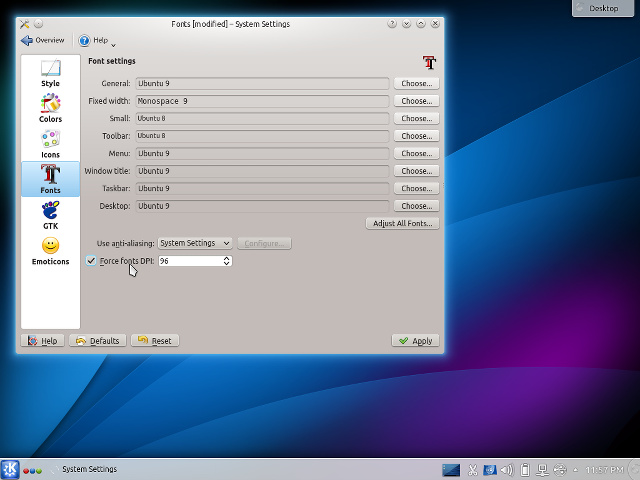 Desktop
Fonts [modified] – System Settings
Overview
Help
Style
Colors
Icons
Fonts
GTK
Emoticons
Font settings
General: Ubuntu 9 Choose...
Fixed width: Monospace 9 Choose...
Small: Ubuntu 8 Choose...
Toolbar: Ubuntu 8 Choose...
Menu: Ubuntu 9 Choose...
Window title: Ubuntu 9 Choose...
Taskbar: Ubuntu 9 Choose...
Desktop: Ubuntu 9 Choose...
Adjust All Fonts...
Use anti-aliasing: System Settings Configure...
Force fonts DPI: 96
Help Defaults Reset Apply
System Settings
11:57 PM